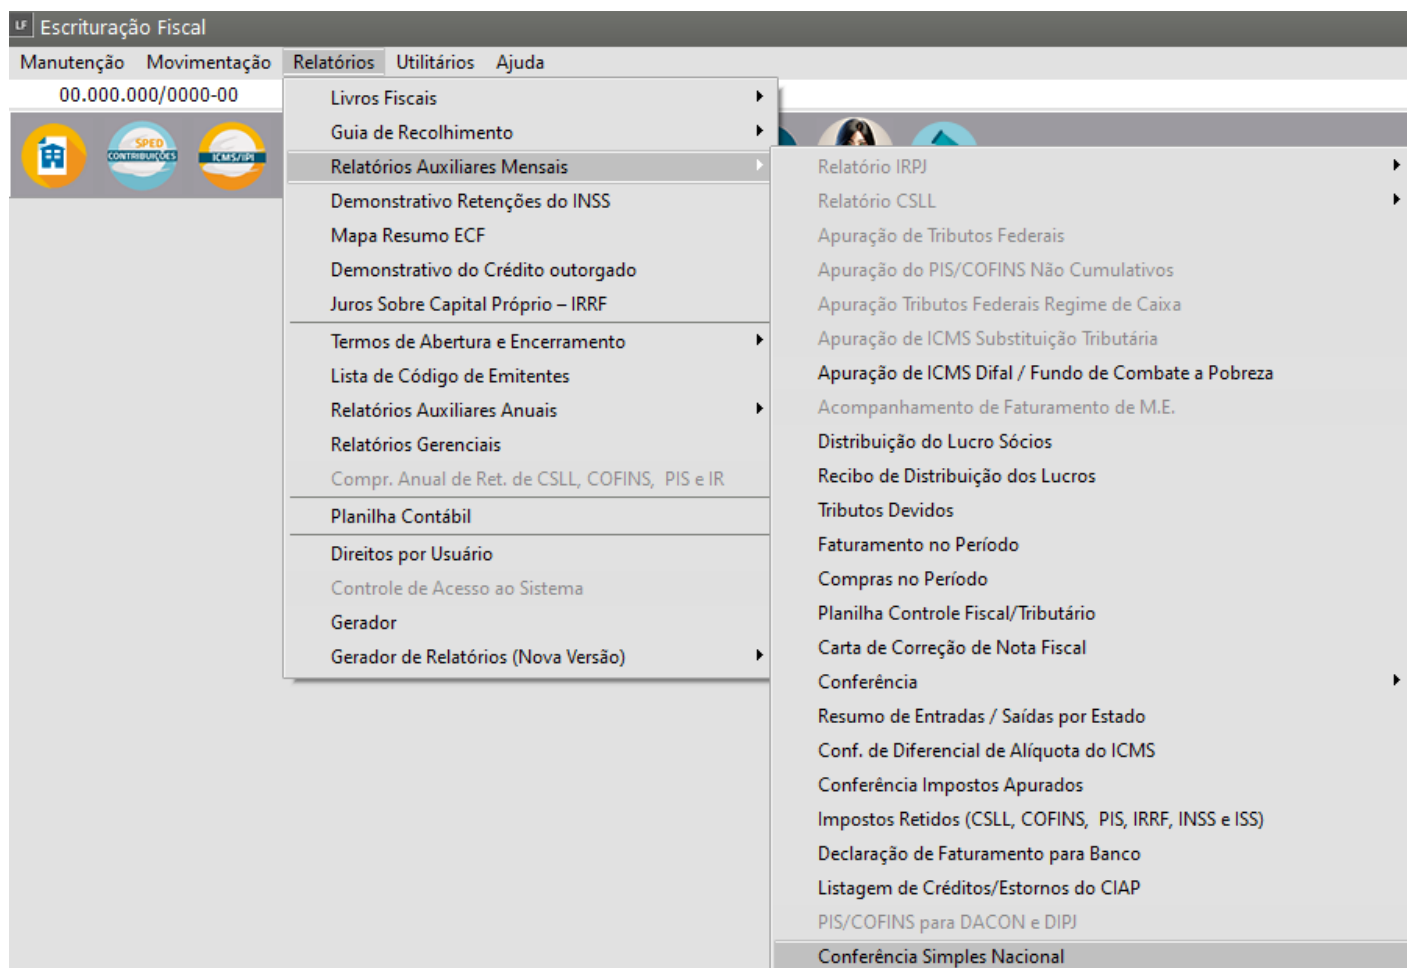 LF Escrituração Fiscal
Manutenção Movimentação Relatórios Utilitários Ajuda
00.000.000/0000-00
SPED CONTRIBUIÇÕES
ICMS/IPI
Livros Fiscais
Guia de Recolhimento
Relatórios Auxiliares Mensais
Demonstrativo Retenções do INSS
Mapa Resumo ECF
Demonstrativo do Crédito outorgado
Juros Sobre Capital Próprio – IRRF
Termos de Abertura e Encerramento
Lista de Código de Emitentes
Relatórios Auxiliares Anuais
Relatórios Gerenciais
Compr. Anual de Ret. de CSLL, COFINS, PIS e IR
Planilha Contábil
Direitos por Usuário
Controle de Acesso ao Sistema
Gerador
Gerador de Relatórios (Nova Versão)
Relatório IRPJ
Relatório CSLL
Apuração de Tributos Federais
Apuração do PIS/COFINS Não Cumulativos
Apuração Tributos Federais Regime de Caixa
Apuração de ICMS Substituição Tributária
Apuração de ICMS Difal / Fundo de Combate a Pobreza
Acompanhamento de Faturamento de M.E.
Distribuição do Lucro Sócios
Recibo de Distribuição dos Lucros
Tributos Devidos
Faturamento no Período
Compras no Período
Planilha Controle Fiscal/Tributário
Carta de Correção de Nota Fiscal
Conferência
Resumo de Entradas / Saídas por Estado
Conf. de Diferencial de Alíquota do ICMS
Conferência Impostos Apurados
Impostos Retidos (CSLL, COFINS, PIS, IRRF, INSS e ISS)
Declaração de Faturamento para Banco
Listagem de Créditos/Estornos do CIAP
PIS/COFINS para DACON e DIPJ
Conferência Simples Nacional